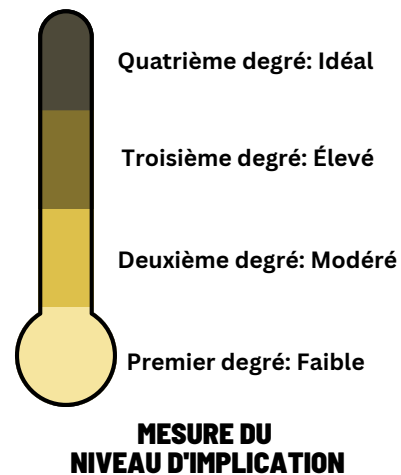 Quatrième degré: Idéal
Troisième degré: Élevé
Deuxième degré: Modéré
Premier degré: Faible
MESURE DU
NIVEAU D'IMPLICATION